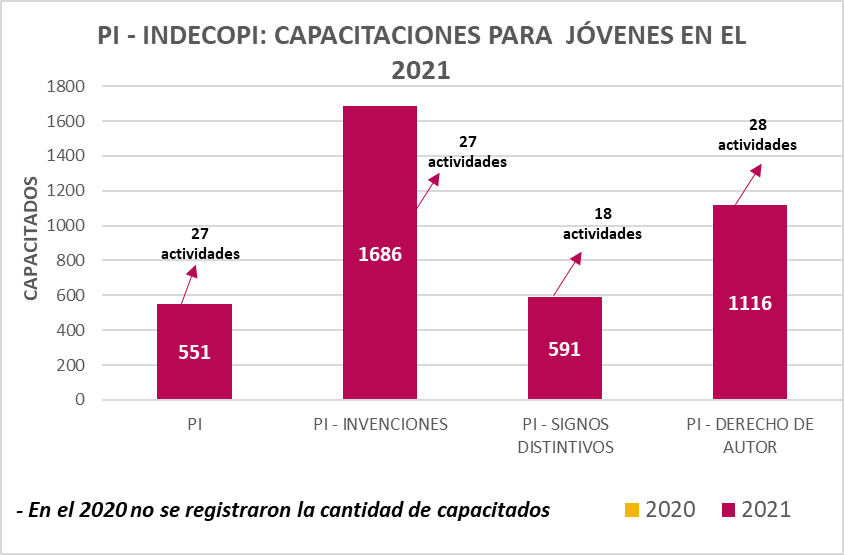 PI - INDECOPI: CAPACITACIONES PARA  JÓVENES EN EL
2021
CAPACITADOS
1800
1600
1400
1200
1000
800
600
400
200
0
27
actividades
551
27
actividades
1686
18
actividades
591
28
actividades
1116
PI
PI - INVENCIONES
PI - SIGNOS
DISTINTIVOS
PI - DERECHO DE
AUTOR
- En el 2020 no se registraron la cantidad de capacitados
2020
2021